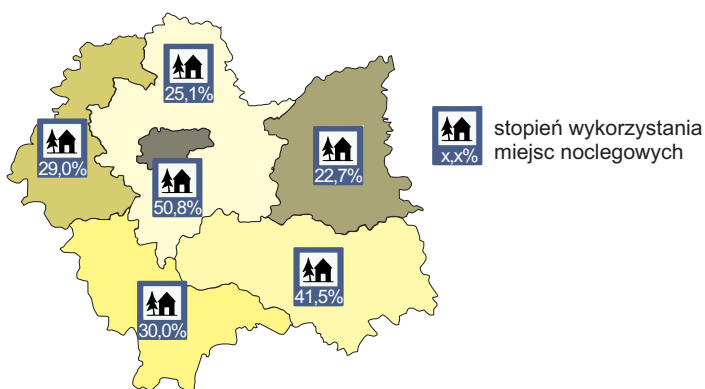 25,1%
29,0%
22,7%
50,8%
41,5%
30,0%
x,x%
stopień wykorzystania
miejsc noclegowych